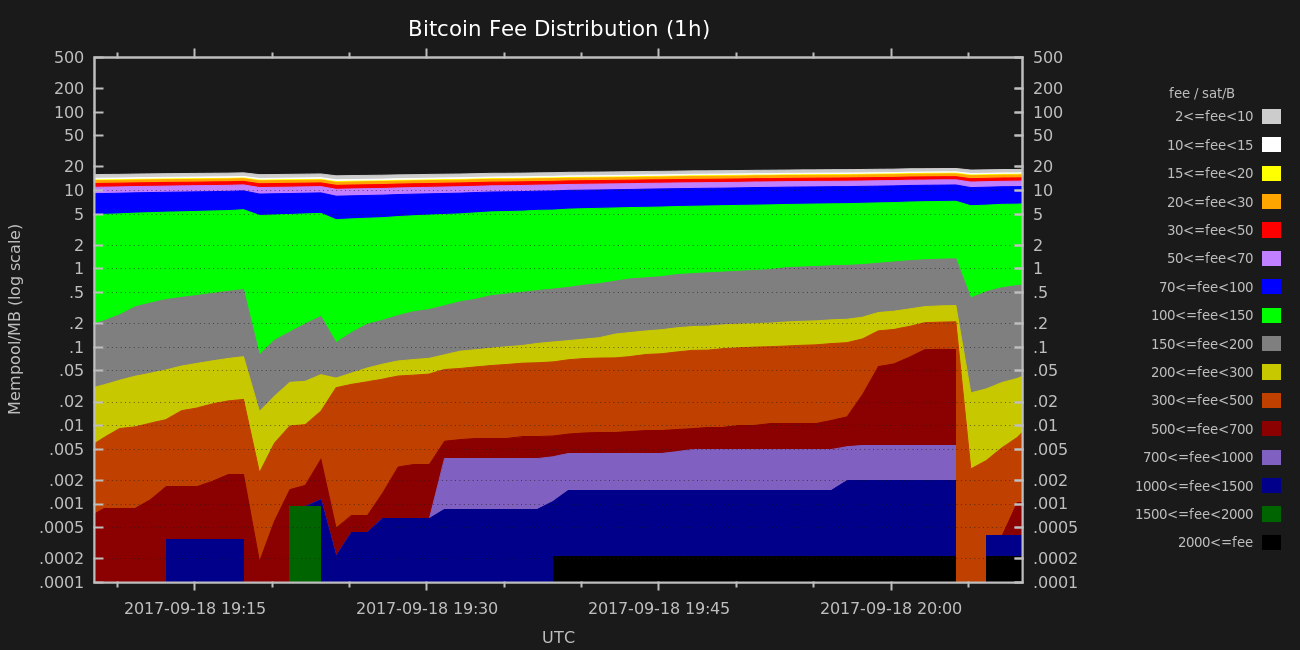 Bitcoin Fee Distribution (1h)
Mempool/MB (log scale)
500
200
100
50
20
10
5
2
1
.5
.2
.1
.05
.02
.01
.005
.002
.001
.0005
.0002
.0001
500
200
100
50
20
10
5
2
1
.5
.2
.1
.05
.02
.01
.005
.002
.001
.0005
.0002
.0001
2017-09-18 19:15
2017-09-18 19:30
2017-09-18 19:45
2017-09-18 20:00
UTC
fee / sat/B
2<=fee<10
10<=fee<15
15<=fee<20
20<=fee<30
30<=fee<50
50<=fee<70
70<=fee<100
100<=fee<150
150<=fee<200
200<=fee<300
300<=fee<500
500<=fee<700
700<=fee<1000
1000<=fee<1500
1500<=fee<2000
2000<=fee